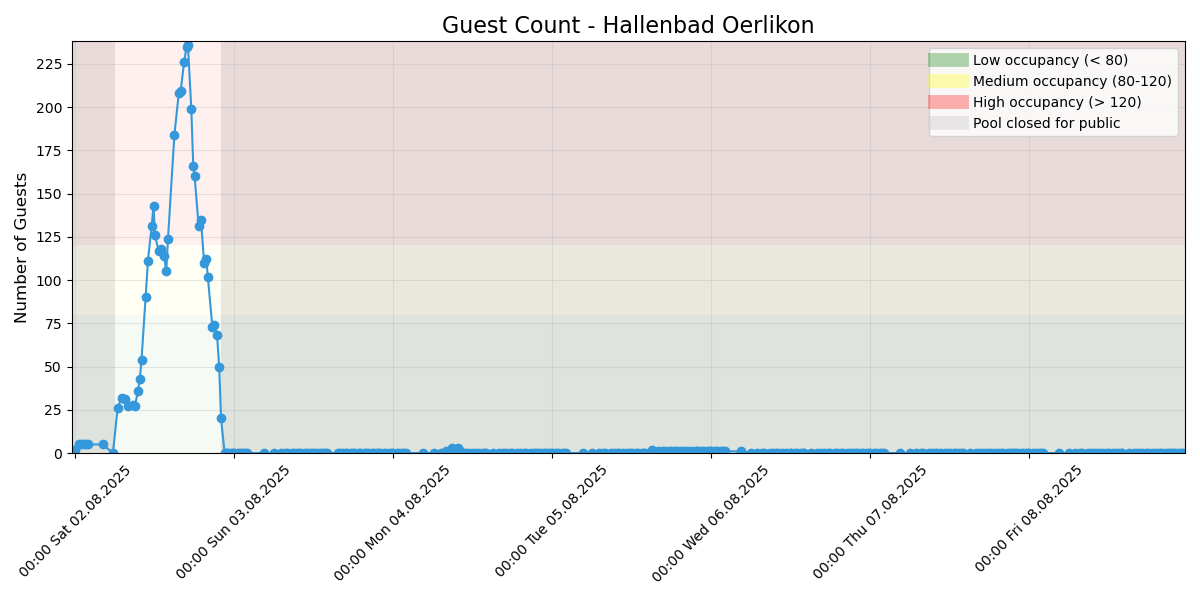 Guest Count - Hallenbad Oerlikon
Low occupancy (< 80)
Medium occupancy (80-120)
High occupancy (> 120)
Pool closed for public
Number of Guests
225
200
175
150
125
100
75
50
25
0
00:00 Sat 02.08.2025
00:00 Sun 03.08.2025
00:00 Mon 04.08.2025
00:00 Tue 05.08.2025
00:00 Wed 06.08.2025
00:00 Thu 07.08.2025
00:00 Fri 08.08.2025